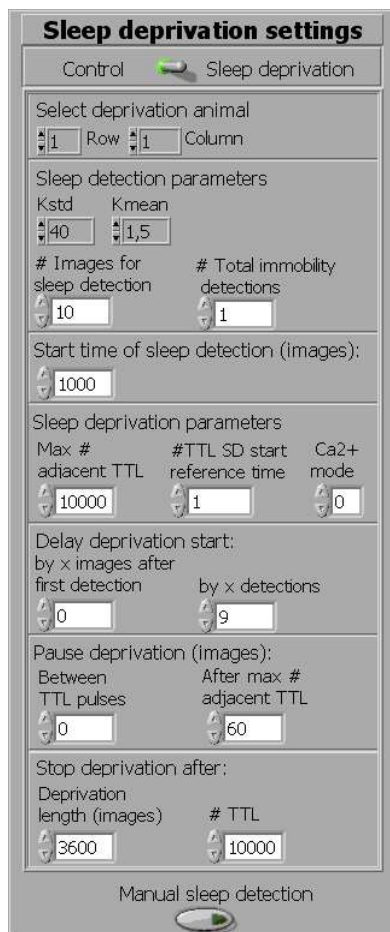 Sleep deprivation settings
Control Sleep deprivation
Select deprivation animal
1 Row 1 Column
Sleep detection parameters
Kstd Kmean
40 1,5
# Images for # Total immobility
sleep detection detections
10 1
Start time of sleep detection (images):
1000
Sleep deprivation parameters
Max # #TTL SD start Ca2+
adjacent TTL reference time mode
10000 1 0
Delay deprivation start:
by x images after
first detection by x detections
0 9
Pause deprivation (images):
Between After max #
TTL pulses adjacent TTL
0 60
Stop deprivation after:
Deprivation
length (images) # TTL
3600 10000
Manual sleep detection